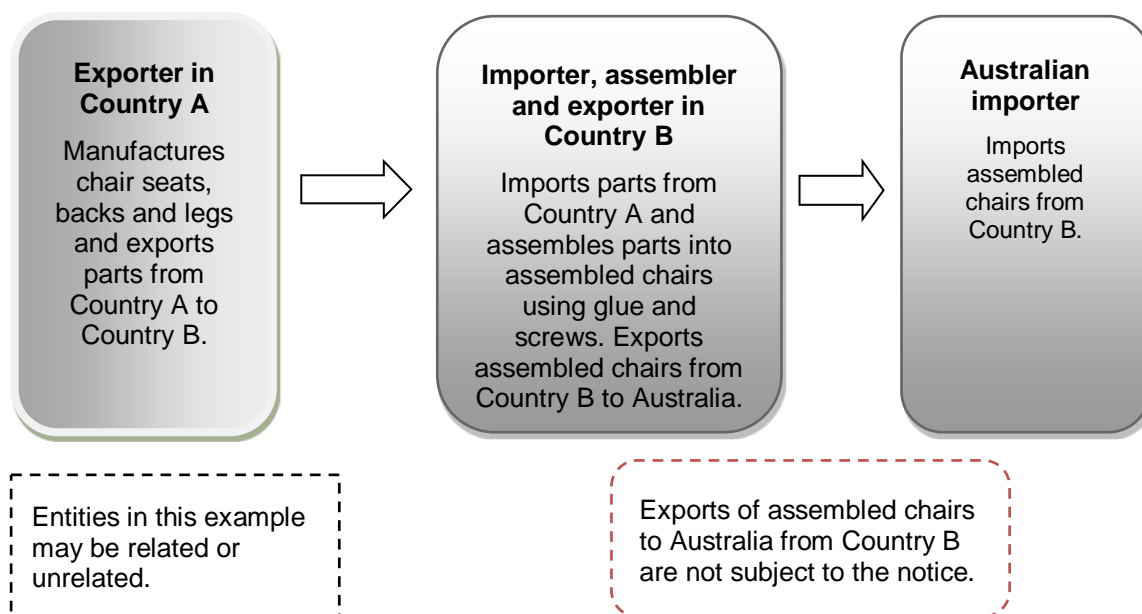 Exporter in
Country A
Manufactures
chair seats,
backs and legs
and exports
parts from
Country A to
Country B.
Importer, assembler
and exporter in
Country B
Imports parts from
Country A and
assembles parts into
assembled chairs
using glue and
screws. Exports
assembled chairs from
Country B to Australia.
Australian
importer
Imports
assembled
chairs from
Country B.
Entities in this example
may be related or
unrelated.
Exports of assembled chairs
to Australia from Country B
are not subject to the notice.